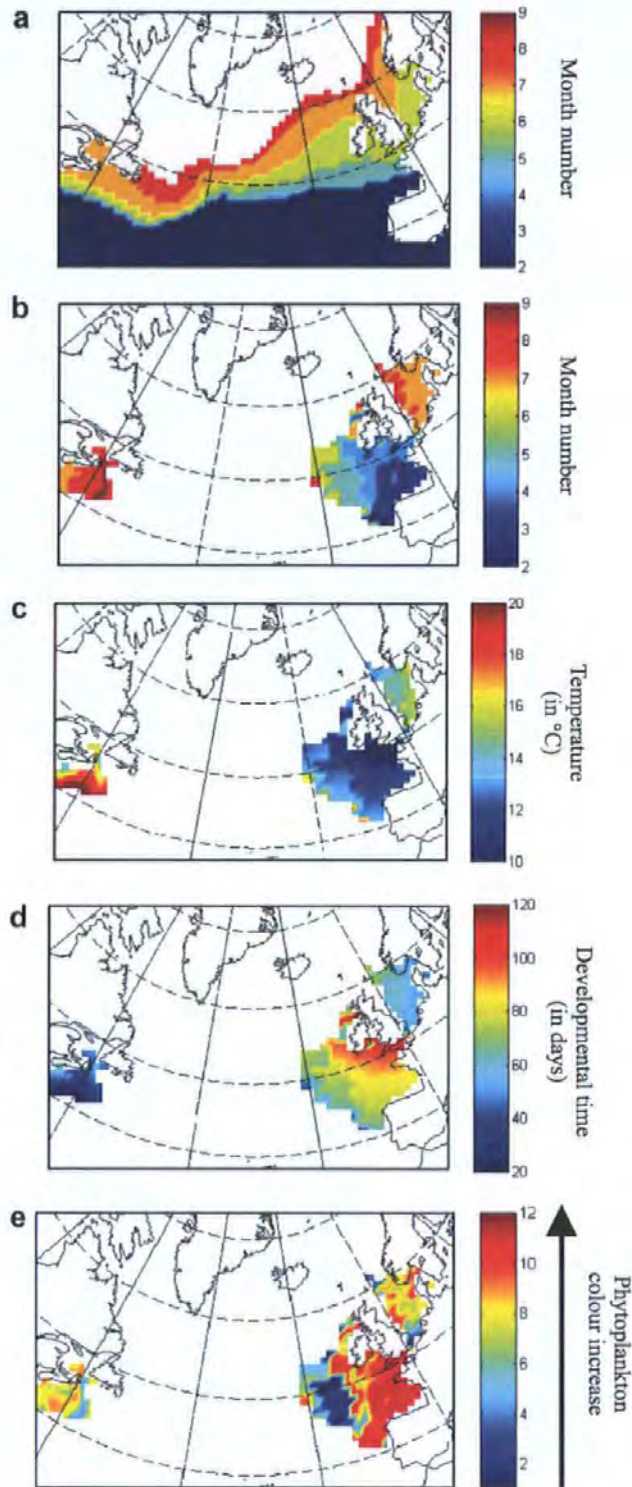 a
9
8
7
6
5
4
3
2
Month number
b
9
8
7
6
5
4
3
2
Month number
c
20
18
16
14
12
10
Temperature
(in °C)
d
120
100
80
60
40
20
Developmental time
(in days)
e
12
10
8
6
4
2
Phytoplankton
colour increase